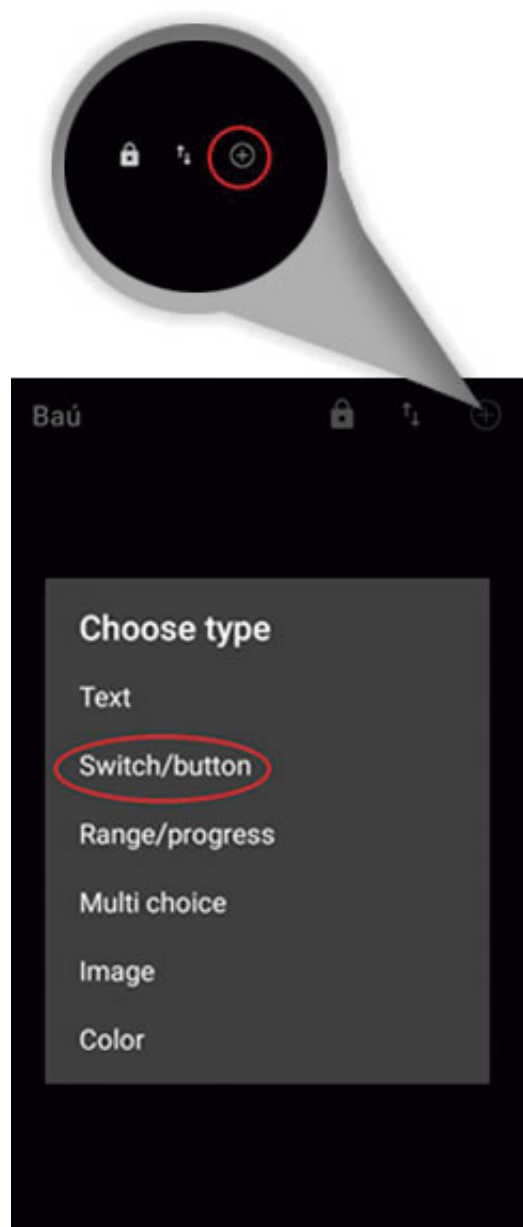 Baú
Choose type
Text
Switch/button
Range/progress
Multi choice
Image
Color